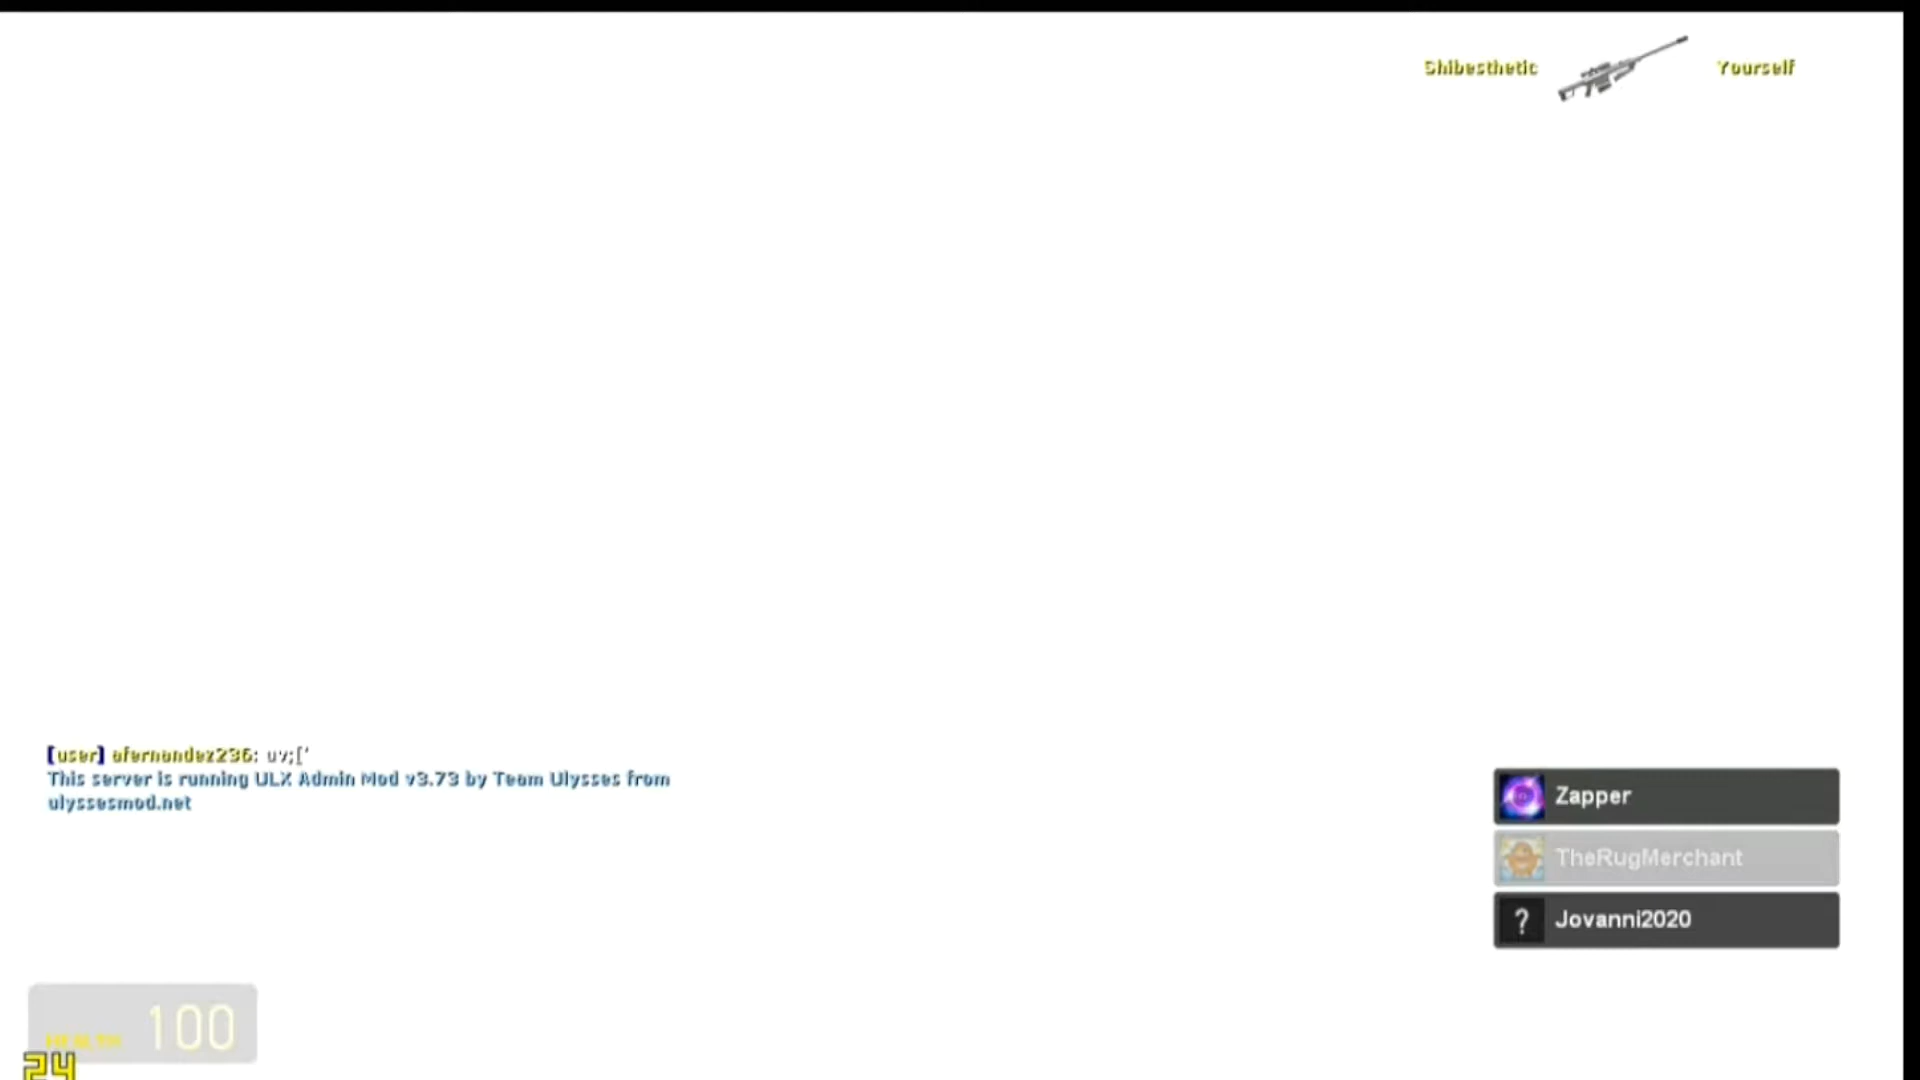 Shibesthetic Yourself
[user] afernandez236: uv;['
This server is running ULX Admin Mod v3.73 by Team Ulysses from
ulyssesmod.net
Zapper
TheRugMerchant
?
Jovanni2020
HEALTH 100
24